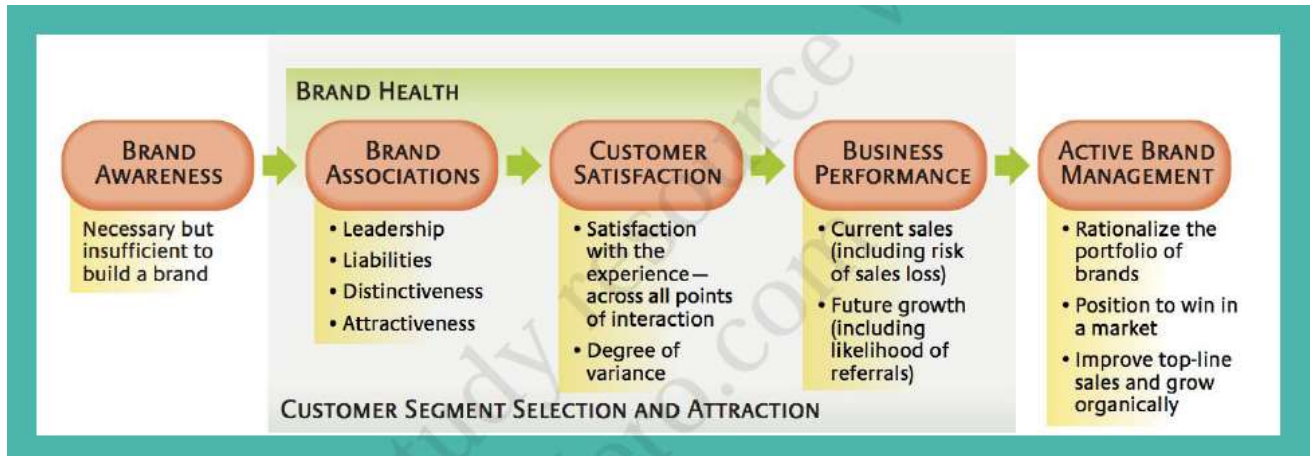 BRAND HEALTH
BRAND
AWARENESS
Necessary but
insufficient to
build a brand
BRAND
ASSOCIATIONS
• Leadership
• Liabilities
• Distinctiveness
• Attractiveness
CUSTOMER
SATISFACTION
• Satisfaction
with the
experience—
across all points
of interaction
• Degree of
variance
BUSINESS
PERFORMANCE
• Current sales
(including risk
of sales loss)
• Future growth
(including
likelihood of
referrals)
ACTIVE BRAND
MANAGEMENT
• Rationalize the
portfolio of
brands
• Position to win in
a market
• Improve top-line
sales and grow
organically
CUSTOMER SEGMENT SELECTION AND ATTRACTION
study resource